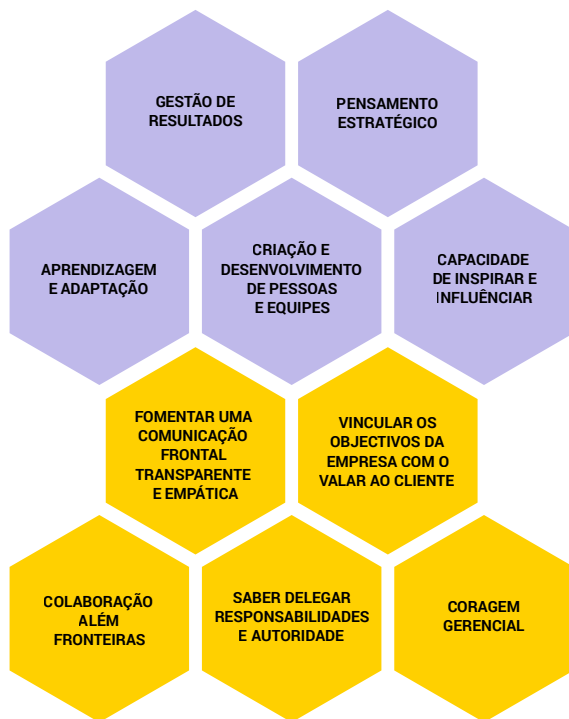 GESTÃO DE
RESULTADOS
PENSAMENTO
ESTRATÉGICO
APRENDIZAGEM
E ADAPTAÇÃO
CRIAÇÃO E
DESENVOLVIMENTO
DE PESSOAS
E EQUIPES
CAPACIDADE
DE INSPIRAR E
INFLUÊNCIAR
FOMENTAR UMA
COMUNICAÇÃO
FRONTAL
TRANSPARENTE
E EMPÁTICA
VINCULAR OS
OBJECTIVOS DA
EMPRESA COM O
VALAR AO CLIENTE
COLABORAÇÃO
ALÉM
FRONTEIRAS
SABER DELEGAR
RESPONSABILIDADES
E AUTORIDADE
CORAGEM
GERENCIAL